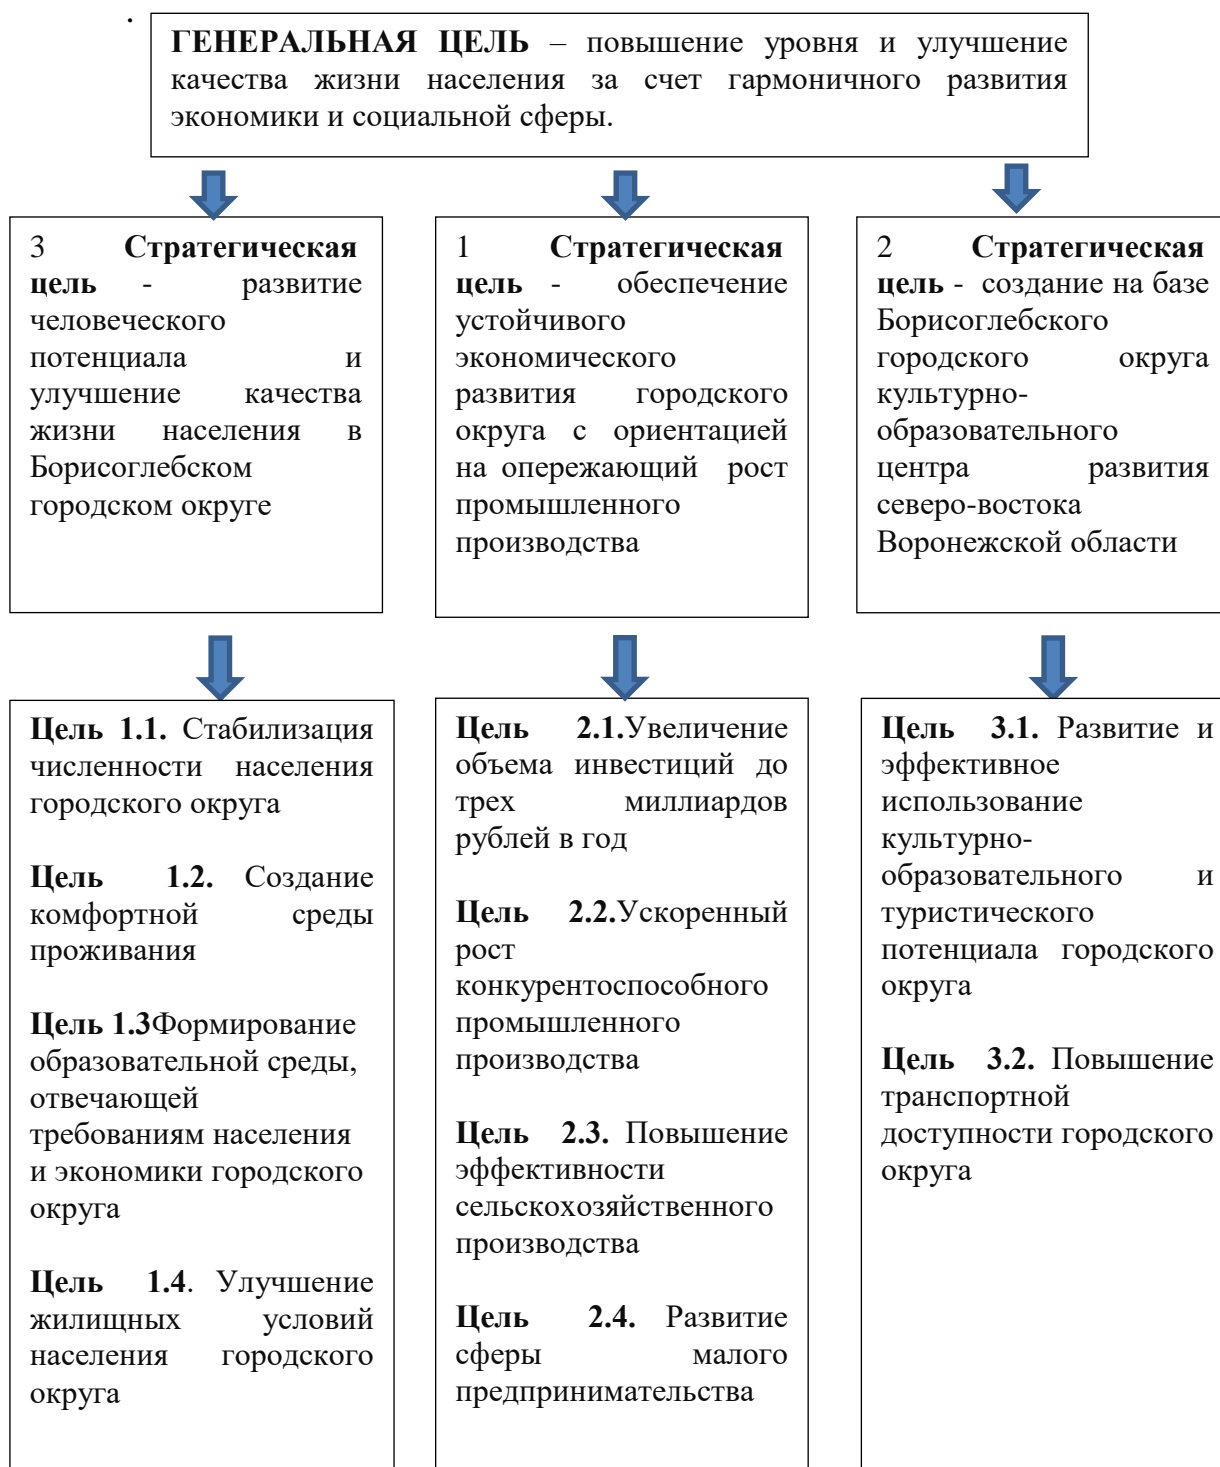 .
ГЕНЕРАЛЬНАЯ ЦЕЛЬ – повышение уровня и улучшение
качества жизни населения за счет гармоничного развития
экономики и социальной сферы.
3 Стратегическая
цель - развитие
человеческого
потенциала и
улучшение качества
жизни населения в
Борисоглебском
городском округе
1 Стратегическая
цель - обеспечение
устойчивого
экономического
развития городского
округа с ориентацией
на опережающий рост
промышленного
производства
2 Стратегическая
цель - создание на базе
Борисоглебского
городского округа
культурно-
образовательного
центра развития
северо-востока
Воронежской области
Цель 1.1. Стабилизация
численности населения
городского округа
Цель 1.2. Создание
комфортной среды
проживания
Цель 1.3Формирование
образовательной среды,
отвечающей
требованиям населения
и экономики городского
округа
Цель 1.4. Улучшение
жилищных условий
населения городского
округа
Цель 2.1.Увеличение
объема инвестиций до
трех миллиардов
рублей в год
Цель 2.2.Ускоренный
рост
конкурентоспособного
промышленного
производства
Цель 2.3. Повышение
эффективности
сельскохозяйственного
производства
Цель 2.4. Развитие
сферы малого
предпринимательства
Цель 3.1. Развитие и
эффективное
использование
культурно-
образовательного и
туристического
потенциала городского
округа
Цель 3.2. Повышение
транспортной
доступности городского
округа